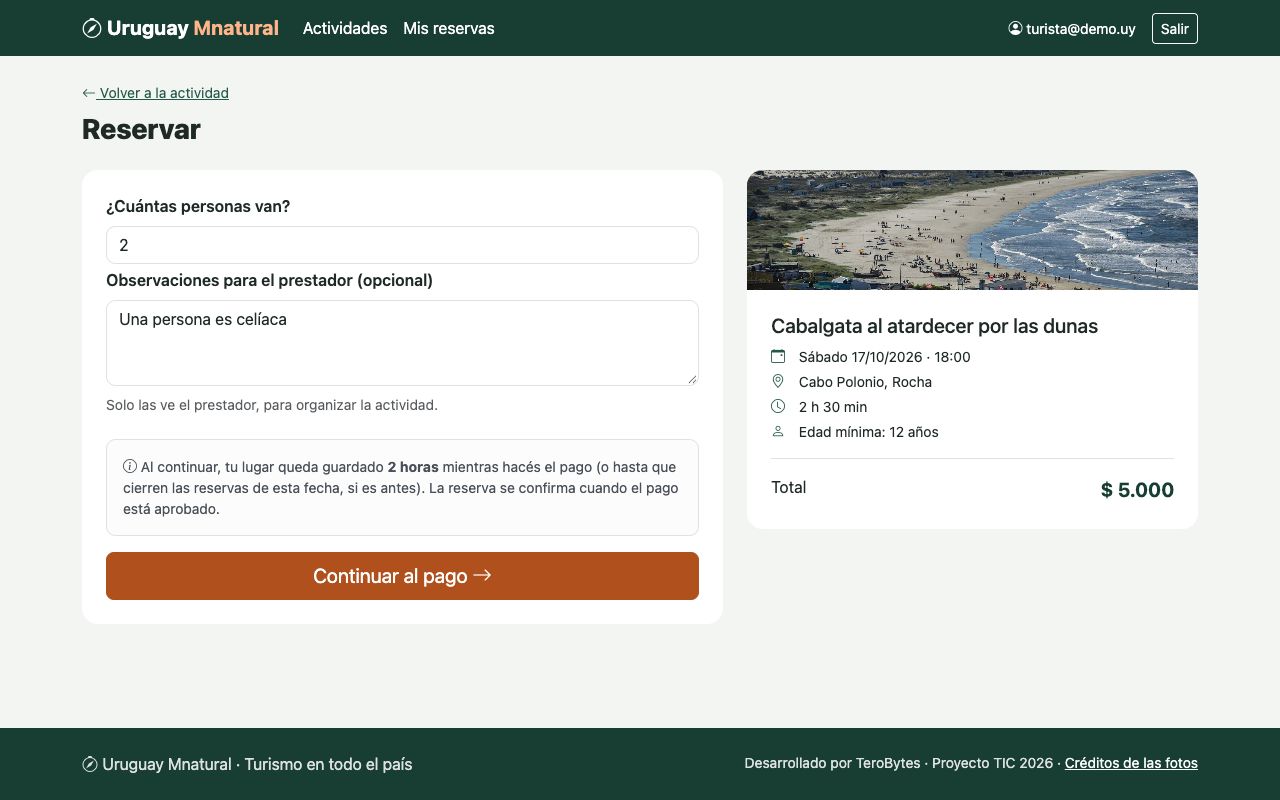 Uruguay Mnatural
Actividades
Mis reservas
turista@demo.uy
Salir
← Volver a la actividad
Reservar
¿Cuántas personas van?
2
Observaciones para el prestador (opcional)
Una persona es celíaca
Solo las ve el prestador, para organizar la actividad.
Al continuar, tu lugar queda guardado 2 horas mientras hacés el pago (o hasta que
cierren las reservas de esta fecha, si es antes). La reserva se confirma cuando el pago
está aprobado.
Continuar al pago →
Cabalgata al atardecer por las dunas
Sábado 17/10/2026 · 18:00
Cabo Polonio, Rocha
2 h 30 min
Edad mínima: 12 años
Total
$ 5.000
Uruguay Mnatural · Turismo en todo el país
Desarrollado por TeroBytes · Proyecto TIC 2026 · Créditos de las fotos